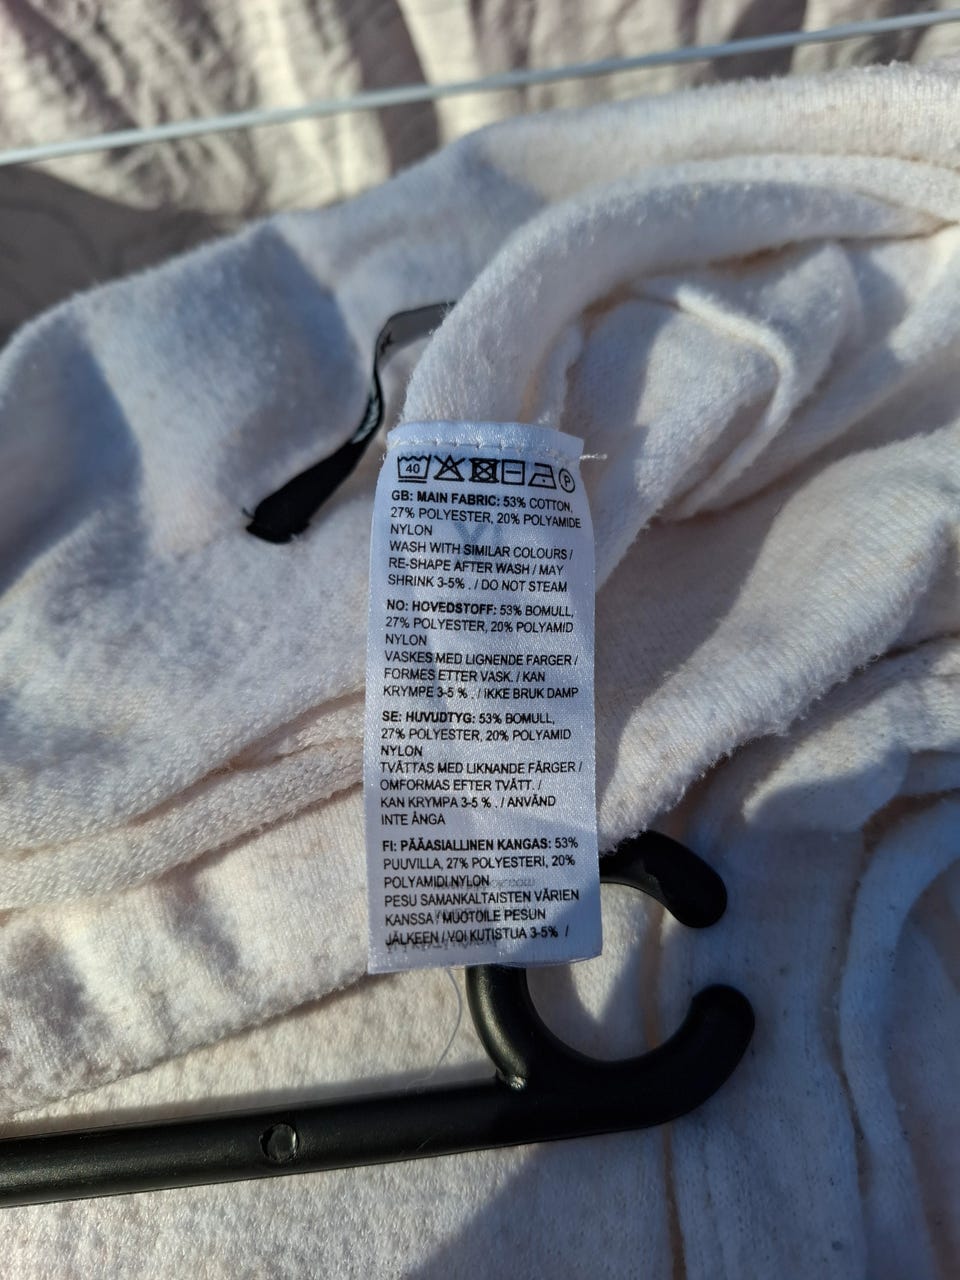 40 P
GB: MAIN FABRIC: 53% COTTON,
27% POLYESTER, 20% POLYAMIDE
NYLON
WASH WITH SIMILAR COLOURS /
RE-SHAPE AFTER WASH / MAY
SHRINK 3-5% . / DO NOT STEAM
NO: HOVEDSTOFF: 53% BOMULL,
27% POLYESTER, 20% POLYAMID
NYLON
VASKES MED LIGNENDE FARGER /
FORMES ETTER VASK. / KAN
KRYMPE 3-5 % . / IKKE BRUK DAMP
SE: HUVUDTYG: 53% BOMULL,
27% POLYESTER, 20% POLYAMID
NYLON
TVÄTTAS MED LIKNANDE FÄRGER /
OMFORMAS EFTER TVÄTT. /
KAN KRYMPA 3-5 % . / ANVÄND
INTE ÅNGA
FI: PÄÄASIALLINEN KANGAS: 53%
PUUVILLA, 27% POLYESTERI, 20%
POLYAMIDI NYLON
PESU SAMANKALTAISTEN VÄRIEN
KANSSA / MUOTOILE PESUN
JÄLKEEN / VOI KUTISTUA 3-5% /